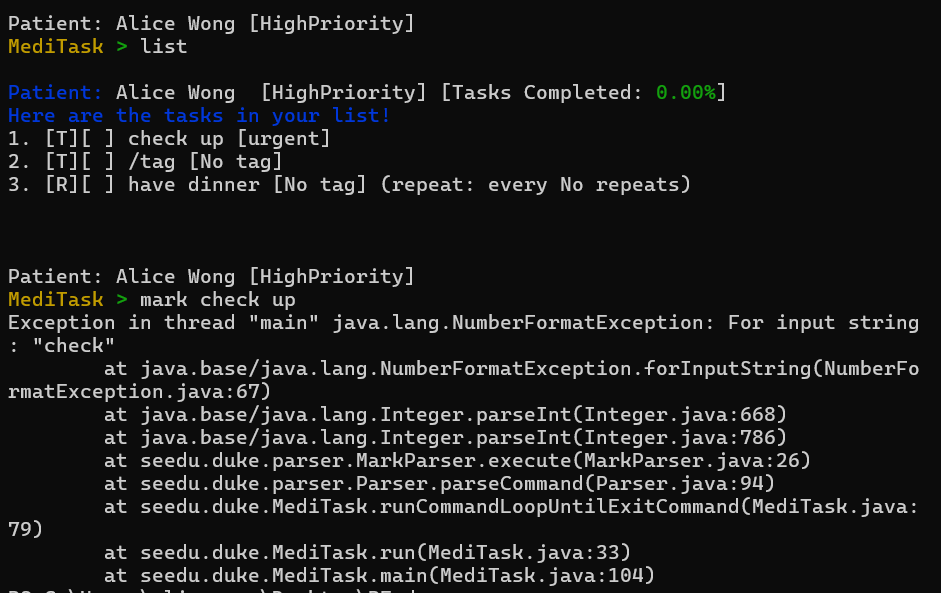 Patient: Alice Wong [HighPriority]
MediTask > list
Patient: Alice Wong  [HighPriority] [Tasks Completed: 0.00%]
Here are the tasks in your list!
1. [T][ ] check up [urgent]
2. [T][ ] /tag [No tag]
3. [R][ ] have dinner [No tag] (repeat: every No repeats)
Patient: Alice Wong [HighPriority]
MediTask > mark check up
Exception in thread "main" java.lang.NumberFormatException: For input string
: "check"
        at java.base/java.lang.NumberFormatException.forInputString(NumberFo
rmatException.java:67)
        at java.base/java.lang.Integer.parseInt(Integer.java:668)
        at java.base/java.lang.Integer.parseInt(Integer.java:786)
        at seedu.duke.parser.MarkParser.execute(MarkParser.java:26)
        at seedu.duke.parser.Parser.parseCommand(Parser.java:94)
        at seedu.duke.MediTask.runCommandLoopUntilExitCommand(MediTask.java:
79)
        at seedu.duke.MediTask.run(MediTask.java:33)
        at seedu.duke.MediTask.main(MediTask.java:104)